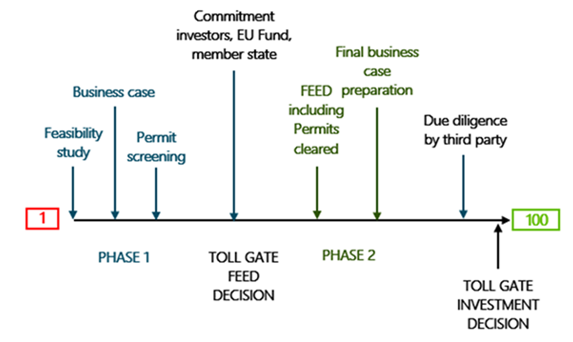 Commitment
investors, EU Fund,
member state
Final business
case
preparation
Business case
FEED
including
Permits
cleared
Due diligence
by third party
Feasibility
study
Permit
screening
1
100
PHASE 1
TOLL GATE
FEED
DECISION
PHASE 2
TOLL GATE
INVESTMENT
DECISION